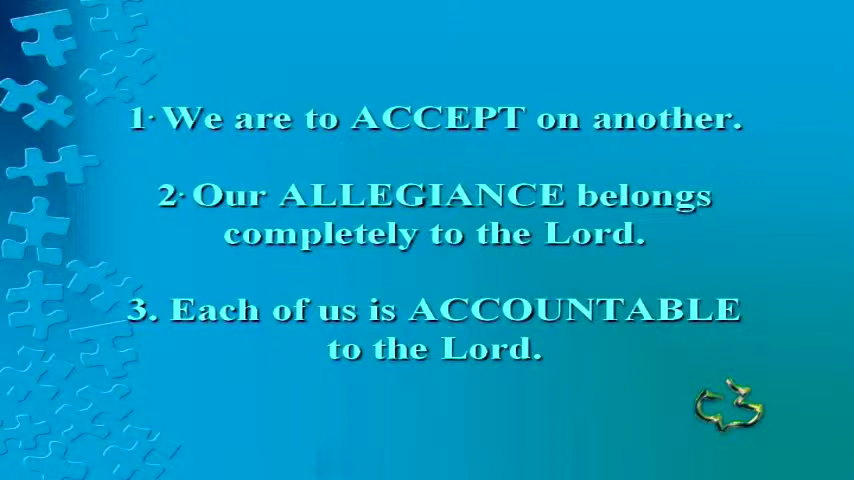 1. We are to ACCEPT on another.
2. Our ALLEGIANCE belongs
completely to the Lord.
3. Each of us is ACCOUNTABLE
to the Lord.